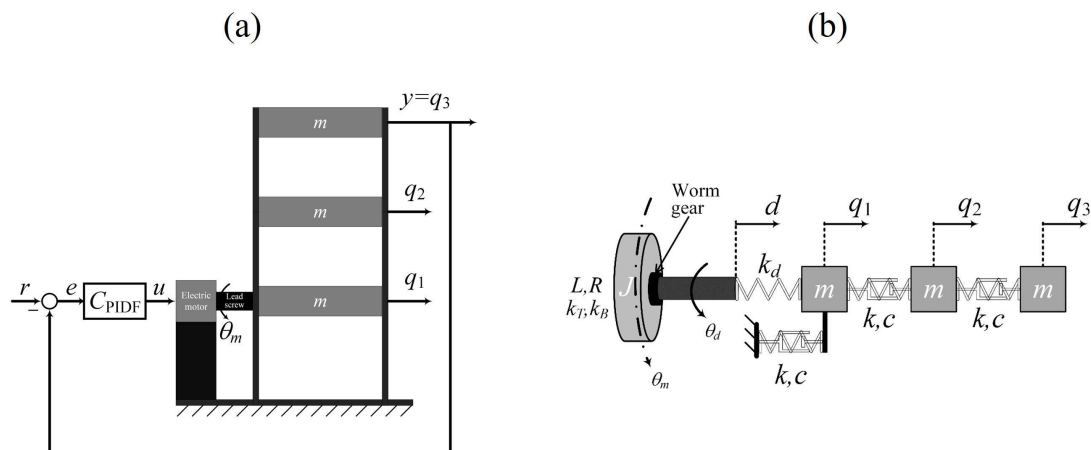 (a)
(b)
y=q3
m
q2
m
q1
m
r
e
CPIDF
u
Electric
motor
Lead
screw
θm
−
Worm
gear
d
q1
q2
q3
kd
J
L,R
kT,kB
m
m
m
θd
k,c
k,c
k,c
θm